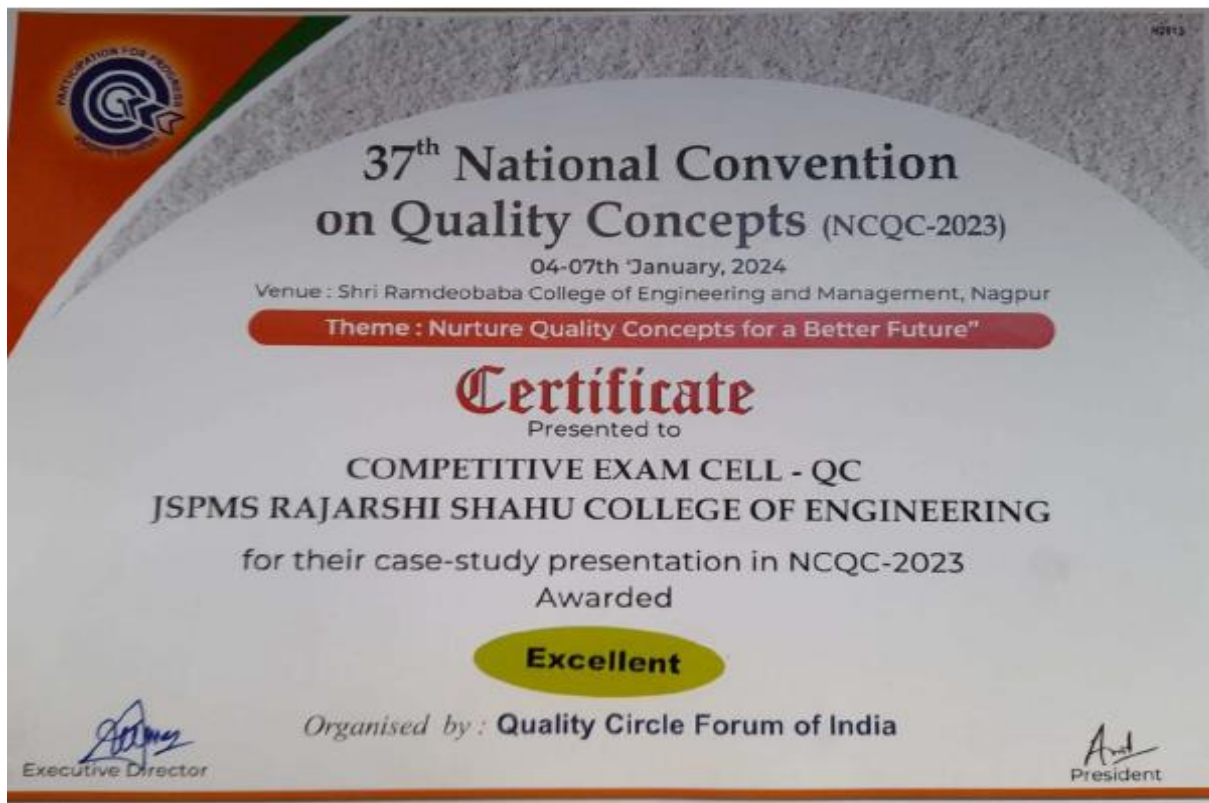 PARTICIPATION FOR PROGRESS
37th National Convention
on Quality Concepts (NCQC-2023)
04-07th 'January, 2024
Venue : Shri Ramdeobaba College of Engineering and Management, Nagpur
Theme : Nurture Quality Concepts for a Better Future”
Certificate
Presented to
COMPETITIVE EXAM CELL - QC
JSPMS RAJARSHI SHAHU COLLEGE OF ENGINEERING
for their case-study presentation in NCQC-2023
Awarded
Excellent
Organised by : Quality Circle Forum of India
Executive Director
President